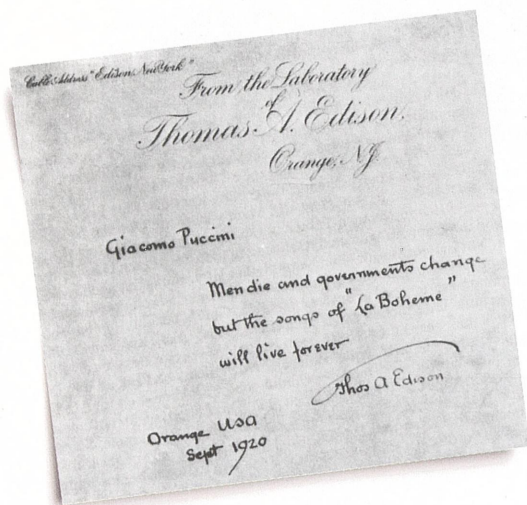 Cable Address "Edison New York"
From the Laboratory
of
Thomas A. Edison.
Orange, N.J.
Giacomo Puccini
Men die and governments change
but the songs of "La Boheme"
will live forever
Thos A Edison
Orange USA
Sept 1920